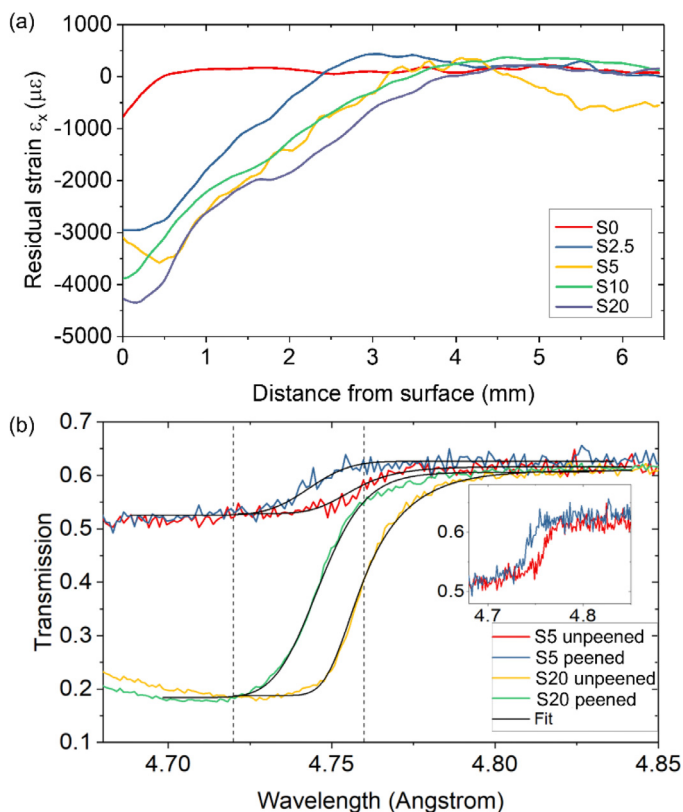 (a)
1000
0
-1000
-2000
-3000
-4000
-5000
Residual strain εx (με)
S0
S2.5
S5
S10
S20
0 1 2 3 4 5 6
Distance from surface (mm)
(b)
0.7
0.6
0.5
0.4
0.3
0.2
0.1
Transmission
0.6
0.5
4.7 4.8
S5 unpeened
S5 peened
S20 unpeened
S20 peened
Fit
4.70 4.75 4.80 4.85
Wavelength (Angstrom)